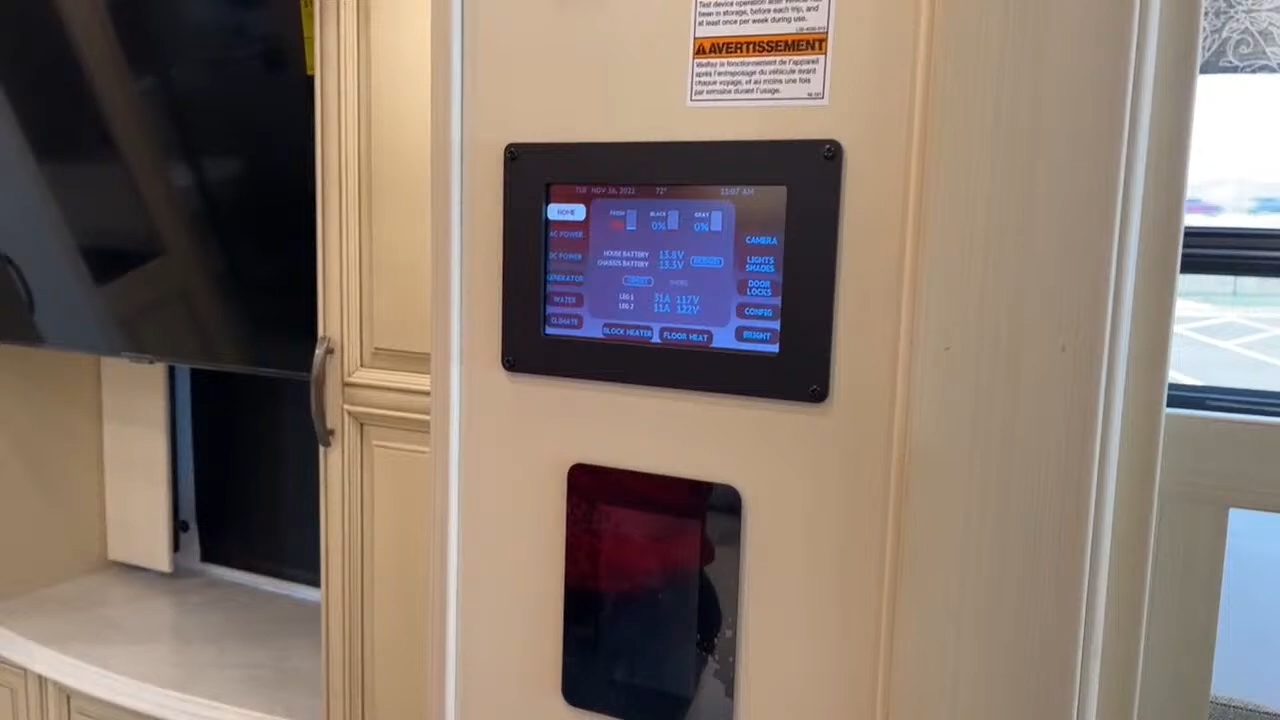 Test device operation after vehicle has
been in storage, before each trip, and
at least once per week during use.
AVERTISSEMENT
Vérifiez le fonctionnement de l'appareil
après l'entreposage du véhicule avant
chaque voyage, et au moins une fois
par semaine durant l'usage.
TUE NOV 16, 2021 72° 11:07 AM
HOME
AC POWER
DC POWER
GENERATOR
WATER
CLIMATE
FRESH BLACK GRAY
0% 0%
HOUSE BATTERY 13.8V
CHASSIS BATTERY 13.3V
SHORE
LEG 1 31A 117V
LEG 2 11A 122V
BLOCK HEATER FLOOR HEAT
CAMERA
LIGHTS
SHADES
DOOR
LOCKS
CONFIG
BRIGHT